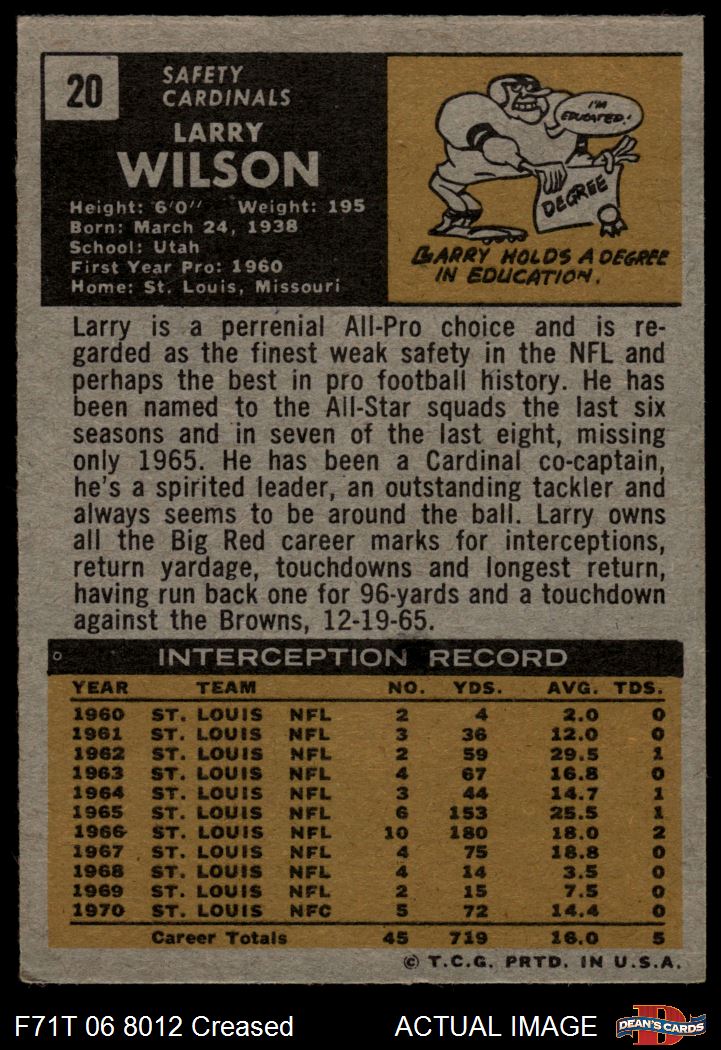 20
SAFETY
CARDINALS
LARRY
WILSON
Height: 6'0" Weight: 195
Born: March 24, 1938
School: Utah
First Year Pro: 1960
Home: St. Louis, Missouri
I'M
EDUCATED!
DEGREE
LARRY HOLDS A DEGREE
IN EDUCATION.
Larry is a perrenial All-Pro choice and is re-
garded as the finest weak safety in the NFL and
perhaps the best in pro football history. He has
been named to the All-Star squads the last six
seasons and in seven of the last eight, missing
only 1965. He has been a Cardinal co-captain,
he's a spirited leader, an outstanding tackler and
always seems to be around the ball. Larry owns
all the Big Red career marks for interceptions,
return yardage, touchdowns and longest return,
having run back one for 96-yards and a touchdown
against the Browns, 12-19-65.
INTERCEPTION RECORD
YEAR TEAM NO. YDS. AVG. TDS.
1960 ST. LOUIS NFL 2 4 2.0 0
1961 ST. LOUIS NFL 3 36 12.0 0
1962 ST. LOUIS NFL 2 59 29.5 1
1963 ST. LOUIS NFL 4 67 16.8 0
1964 ST. LOUIS NFL 3 44 14.7 1
1965 ST. LOUIS NFL 6 153 25.5 1
1966 ST. LOUIS NFL 10 180 18.0 2
1967 ST. LOUIS NFL 4 75 18.8 0
1968 ST. LOUIS NFL 4 14 3.5 0
1969 ST. LOUIS NFL 2 15 7.5 0
1970 ST. LOUIS NFC 5 72 14.4 0
Career Totals 45 719 16.0 5
© T.C.G. PRTD. IN U.S.A.
F71T 06 8012 Creased ACTUAL IMAGE D DEAN'S CARDS